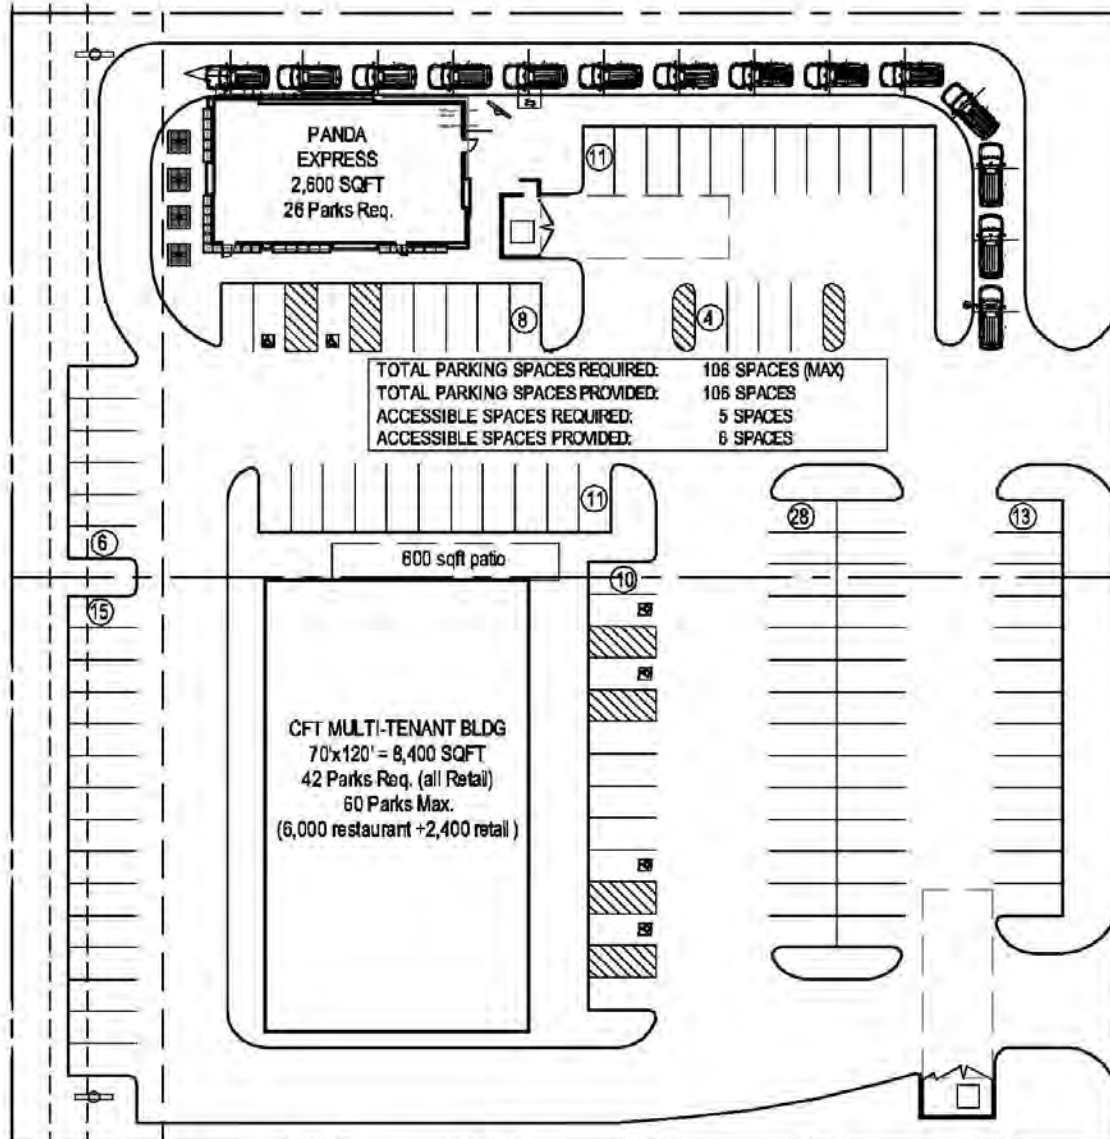 PANDA
EXPRESS
2,600 SQFT
26 Parks Req.
11
8
4
TOTAL PARKING SPACES REQUIRED: 106 SPACES (MAX)
TOTAL PARKING SPACES PROVIDED: 106 SPACES
ACCESSIBLE SPACES REQUIRED: 5 SPACES
ACCESSIBLE SPACES PROVIDED: 6 SPACES
11
28
13
6
600 sqft patio
10
15
CFT MULTI-TENANT BLDG
70'x120' = 8,400 SQFT
42 Parks Req. (all Retail)
60 Parks Max.
(6,000 restaurant +2,400 retail )